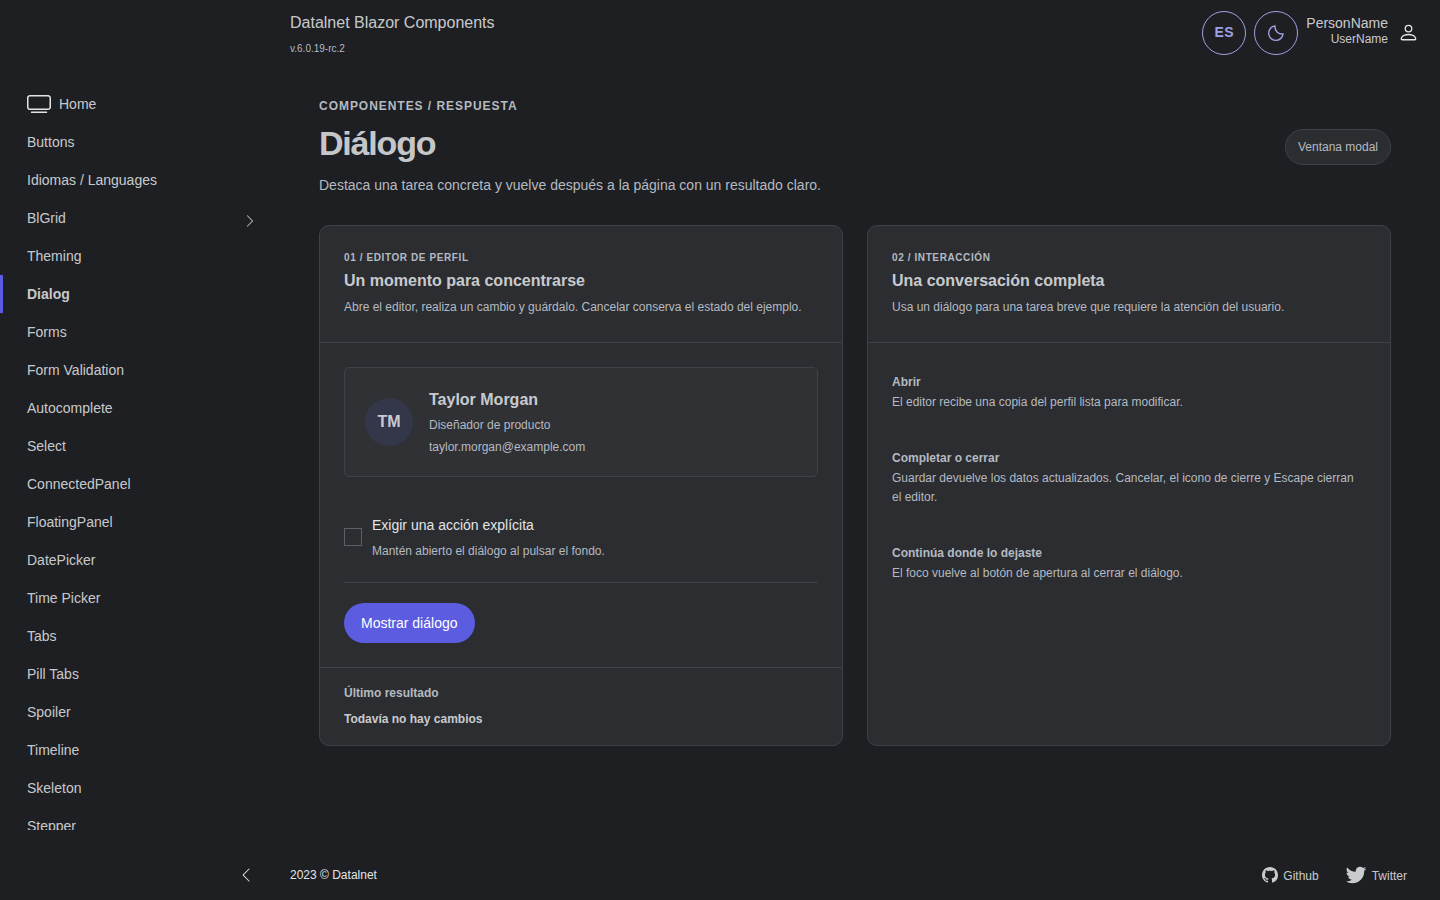 Datalnet Blazor Components
v.6.0.19-rc.2
ES
PersonName
UserName
Home
Buttons
Idiomas / Languages
BlGrid
Theming
Dialog
Forms
Form Validation
Autocomplete
Select
ConnectedPanel
FloatingPanel
DatePicker
Time Picker
Tabs
Pill Tabs
Spoiler
Timeline
Skeleton
Stepper
COMPONENTES / RESPUESTA
Diálogo
Ventana modal
Destaca una tarea concreta y vuelve después a la página con un resultado claro.
01 / EDITOR DE PERFIL
Un momento para concentrarse
Abre el editor, realiza un cambio y guárdalo. Cancelar conserva el estado del ejemplo.
TM
Taylor Morgan
Diseñador de producto
taylor.morgan@example.com
Exigir una acción explícita
Mantén abierto el diálogo al pulsar el fondo.
Mostrar diálogo
Último resultado
Todavía no hay cambios
02 / INTERACCIÓN
Una conversación completa
Usa un diálogo para una tarea breve que requiere la atención del usuario.
Abrir
El editor recibe una copia del perfil lista para modificar.
Completar o cerrar
Guardar devuelve los datos actualizados. Cancelar, el icono de cierre y Escape cierran
el editor.
Continúa donde lo dejaste
El foco vuelve al botón de apertura al cerrar el diálogo.
2023 © Datalnet
Github
Twitter